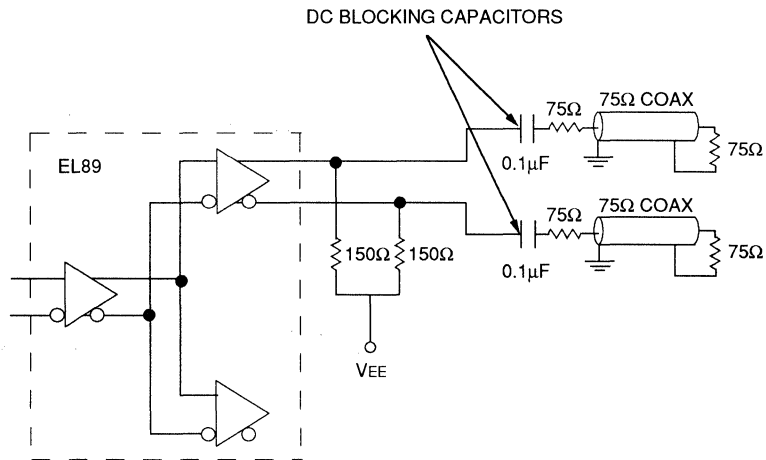 DC BLOCKING CAPACITORS
75Ω
75Ω COAX
75Ω
0.1µF
EL89
75Ω
75Ω COAX
75Ω
0.1µF
150Ω
150Ω
VEE